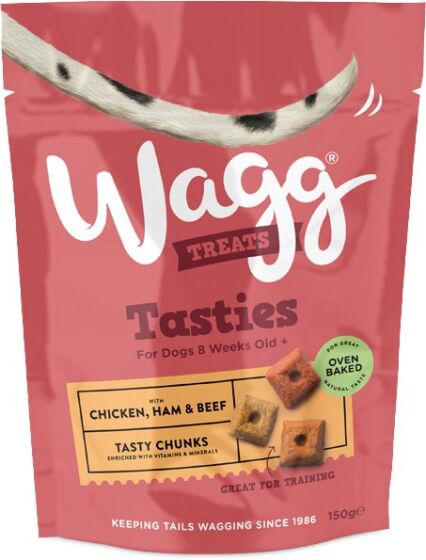 Wagg®
TREATS
Tasties
For Dogs 8 Weeks Old +
FOR GREAT
OVEN
BAKED
NATURAL TASTE
WITH
CHICKEN, HAM & BEEF
TASTY CHUNKS
ENRICHED WITH VITAMINS & MINERALS
GREAT FOR TRAINING
KEEPING TAILS WAGGING SINCE 1986
150ge